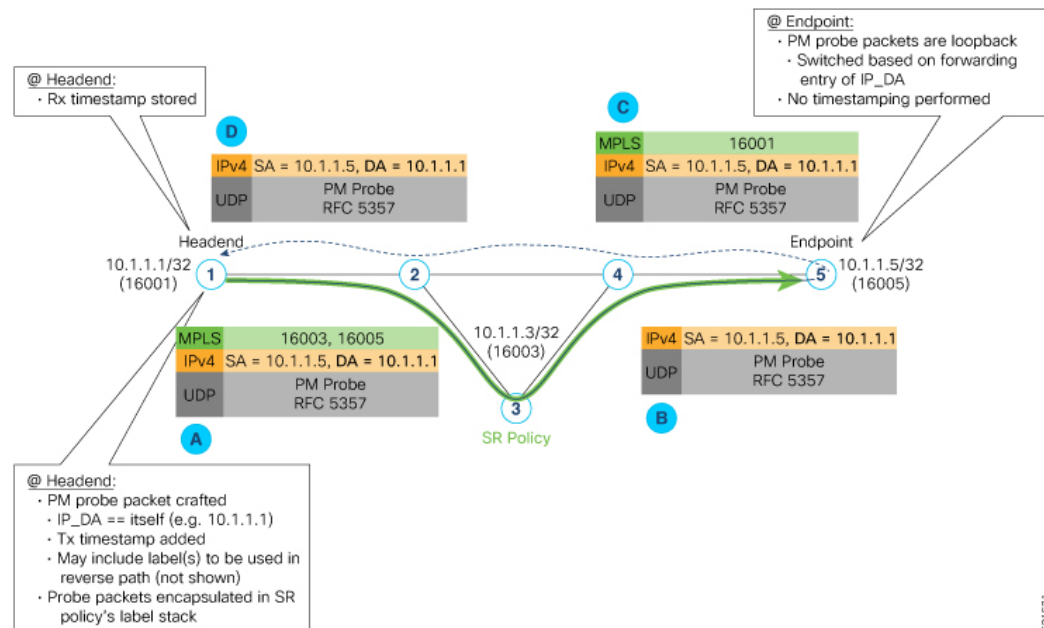 @ Endpoint:
· PM probe packets are loopback
· Switched based on forwarding
entry of IP_DA
· No timestamping performed
@ Headend:
· Rx timestamp stored
D
IPv4 SA = 10.1.1.5, DA = 10.1.1.1
UDP PM Probe
RFC 5357
C
MPLS 16001
IPv4 SA = 10.1.1.5, DA = 10.1.1.1
UDP PM Probe
RFC 5357
Headend
10.1.1.1/32
(16001)
1
2
4
5
Endpoint
10.1.1.5/32
(16005)
10.1.1.3/32
(16003)
3
SR Policy
MPLS 16003, 16005
IPv4 SA = 10.1.1.5, DA = 10.1.1.1
UDP PM Probe
RFC 5357
A
IPv4 SA = 10.1.1.5, DA = 10.1.1.1
UDP PM Probe
RFC 5357
B
@ Headend:
· PM probe packet crafted
· IP_DA == itself (e.g. 10.1.1.1)
· Tx timestamp added
· May include label(s) to be used in
reverse path (not shown)
· Probe packets encapsulated in SR
policy's label stack